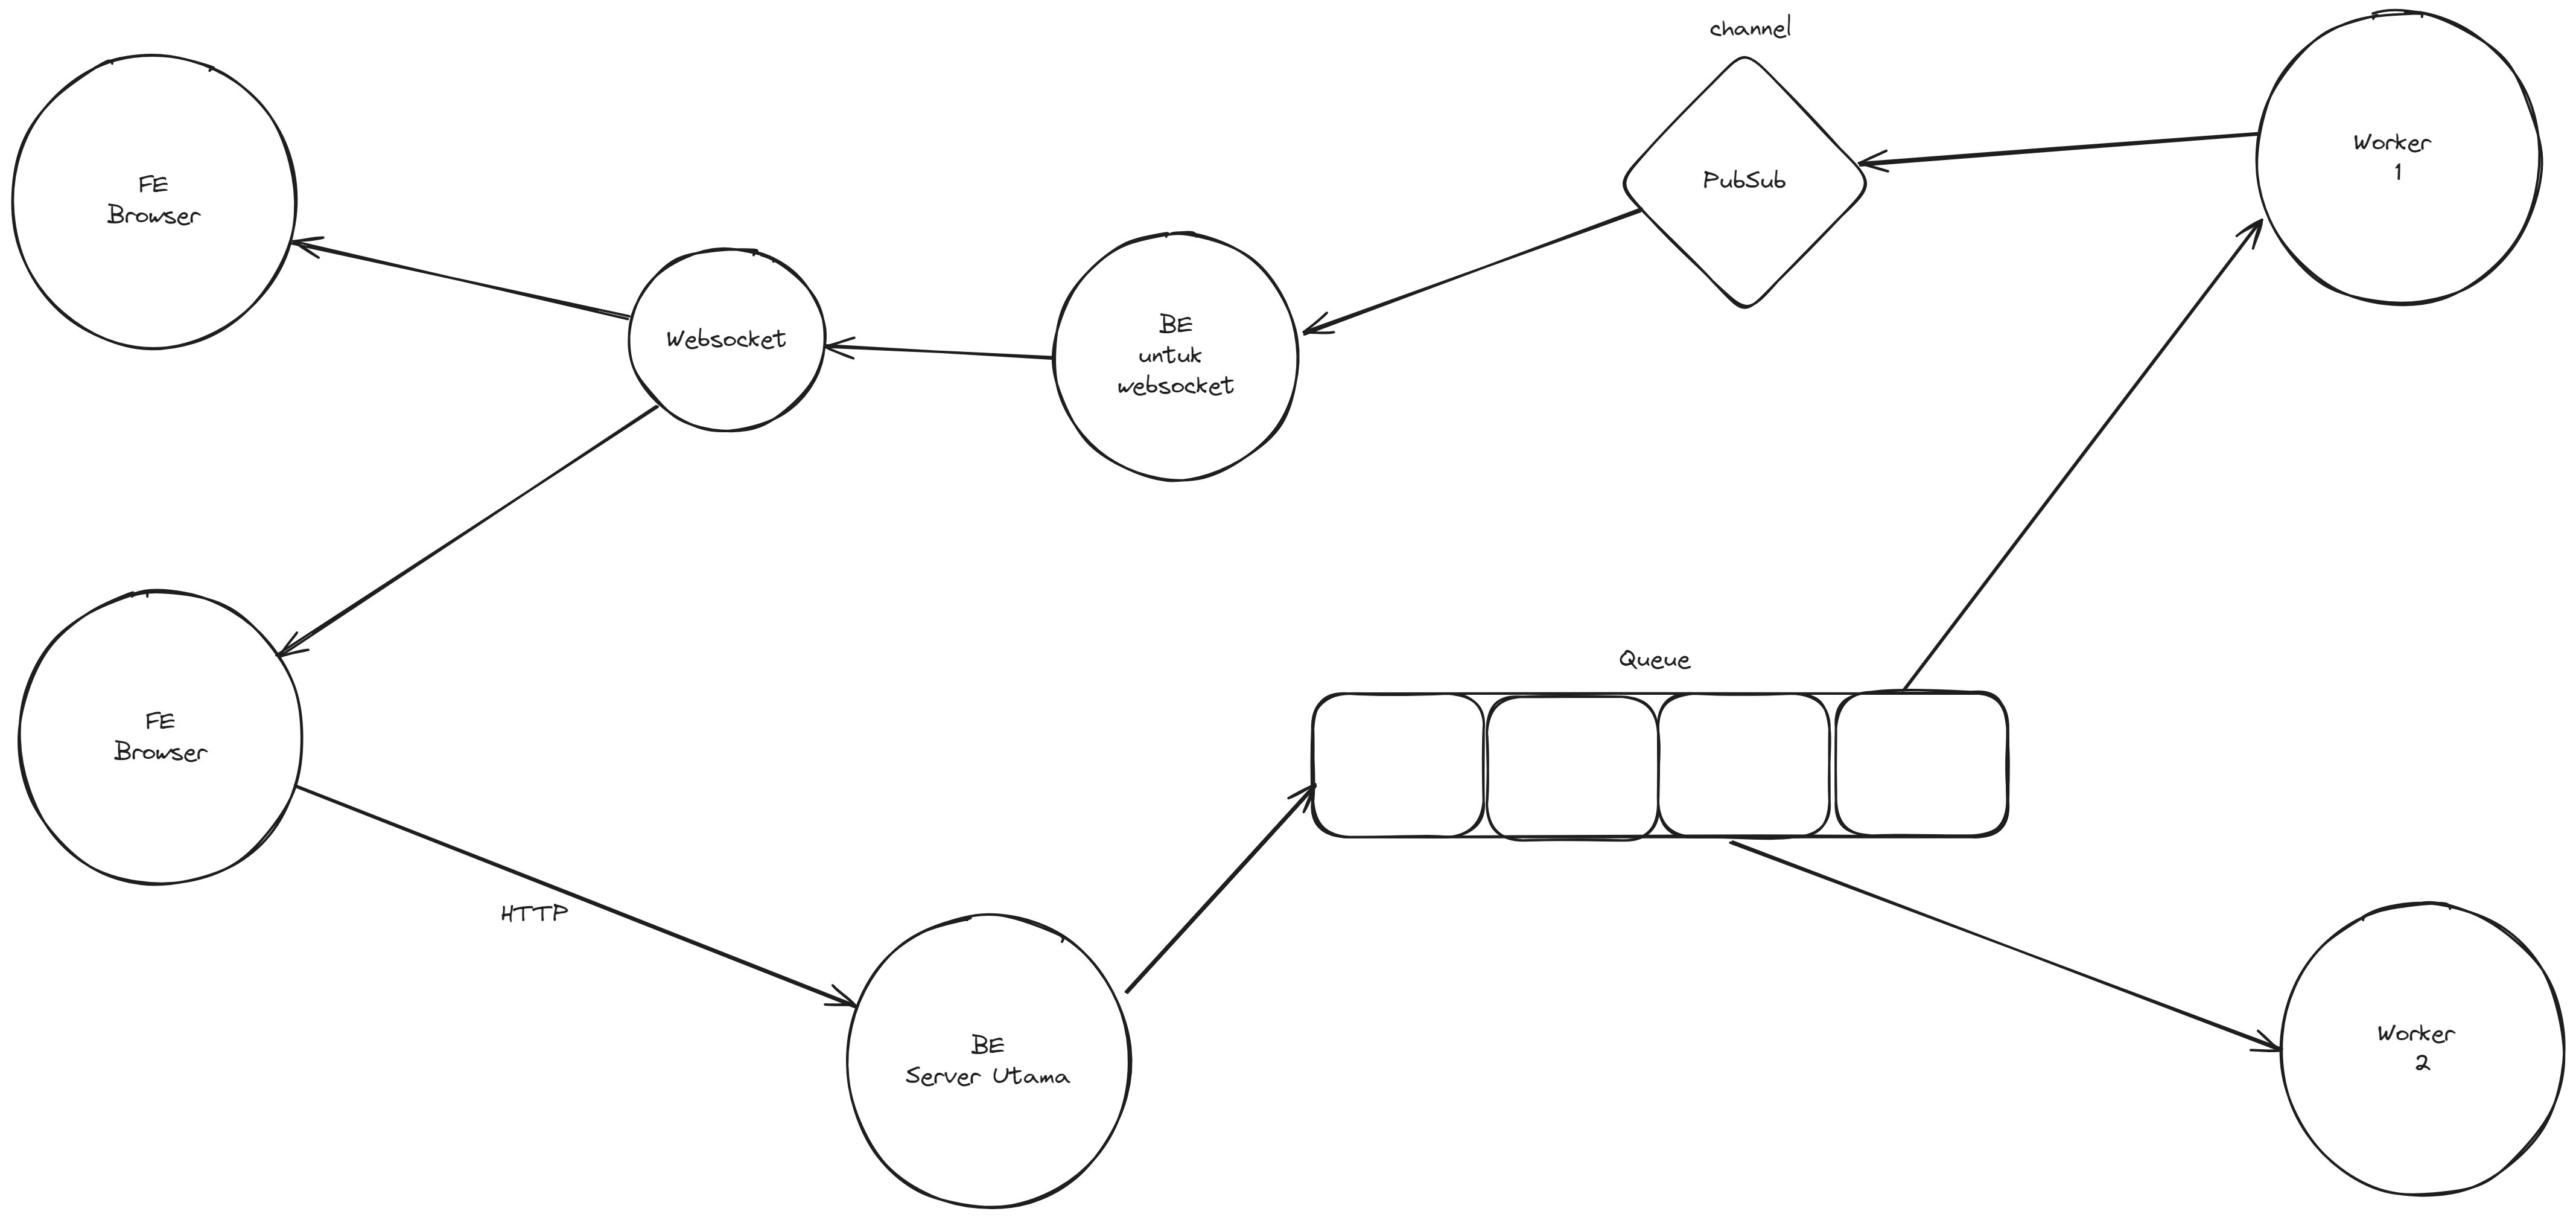 channel
FE
Browser
Websocket
BE
untuk
websocket
PubSub
Worker
1
FE
Browser
HTTP
BE
Server Utama
Queue
Worker
2